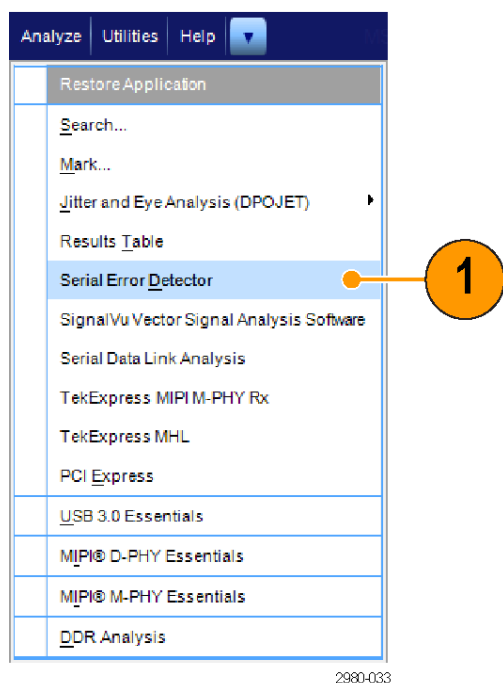 Analyze Utilities Help
Restore Application
Search...
Mark...
Jitter and Eye Analysis (DPOJET)
Results Table
Serial Error Detector
1
SignalVu Vector Signal Analysis Software
Serial Data Link Analysis
TekExpress MIPI M-PHY Rx
TekExpress MHL
PCI Express
USB 3.0 Essentials
MIPI® D-PHY Essentials
MIPI® M-PHY Essentials
DDR Analysis
2980-033